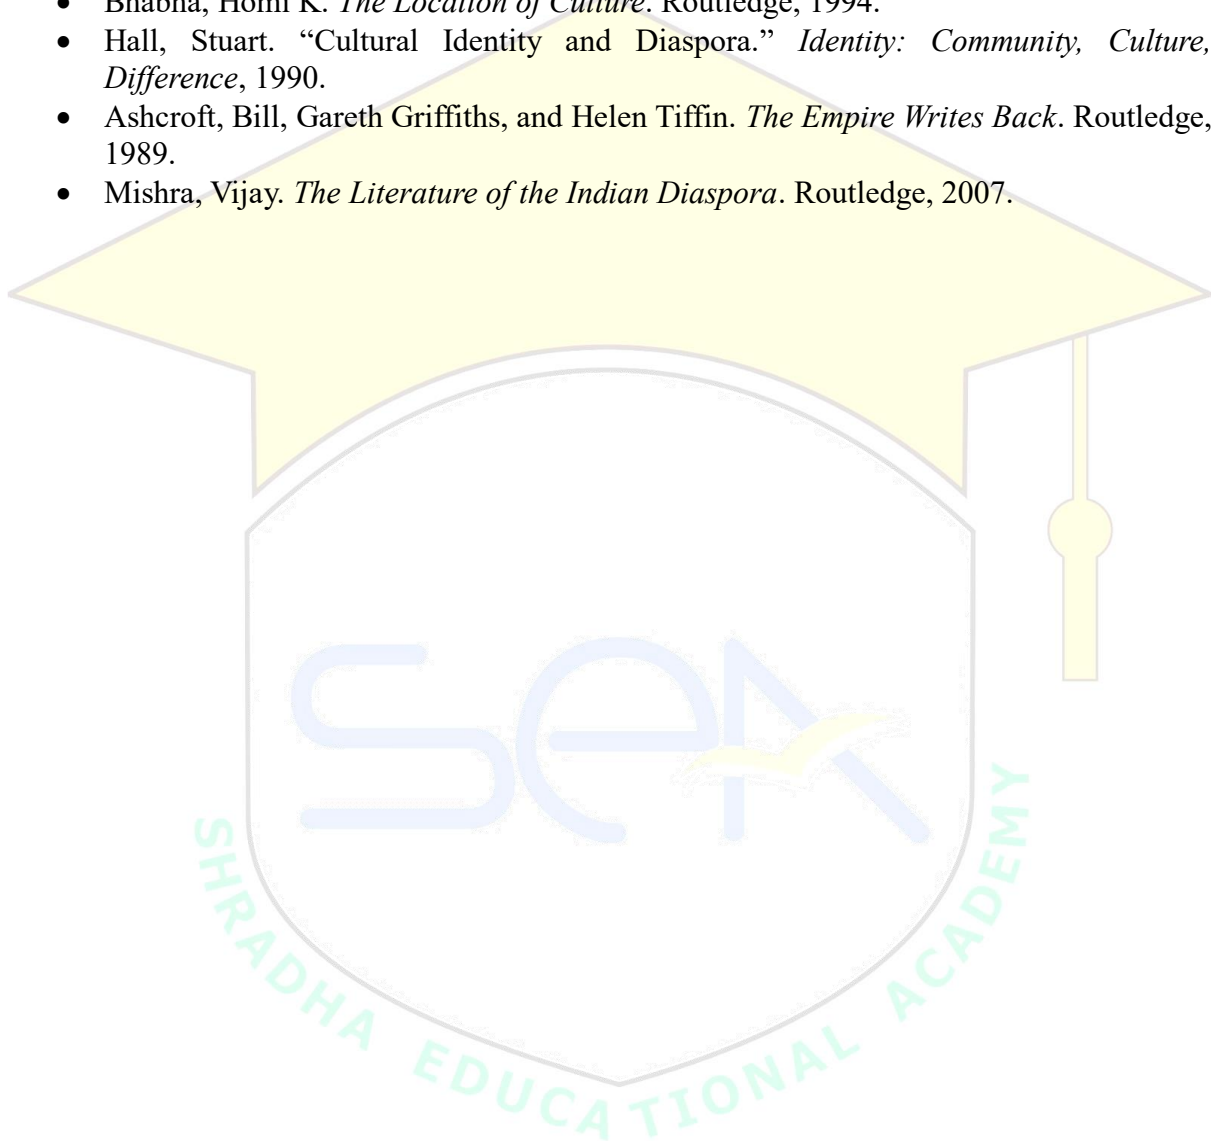 • Bhabha, Homi K. The Location of Culture. Routledge, 1994.
• Hall, Stuart. “Cultural Identity and Diaspora.” Identity: Community, Culture,
Difference, 1990.
• Ashcroft, Bill, Gareth Griffiths, and Helen Tiffin. The Empire Writes Back. Routledge,
1989.
• Mishra, Vijay. The Literature of the Indian Diaspora. Routledge, 2007.
SEA
SHRADHA EDUCATIONAL ACADEMY